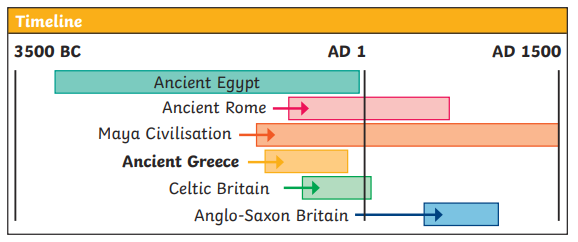 Timeline
3500 BC AD 1 AD 1500
Ancient Egypt
Ancient Rome
Maya Civilisation
Ancient Greece
Celtic Britain
Anglo-Saxon Britain